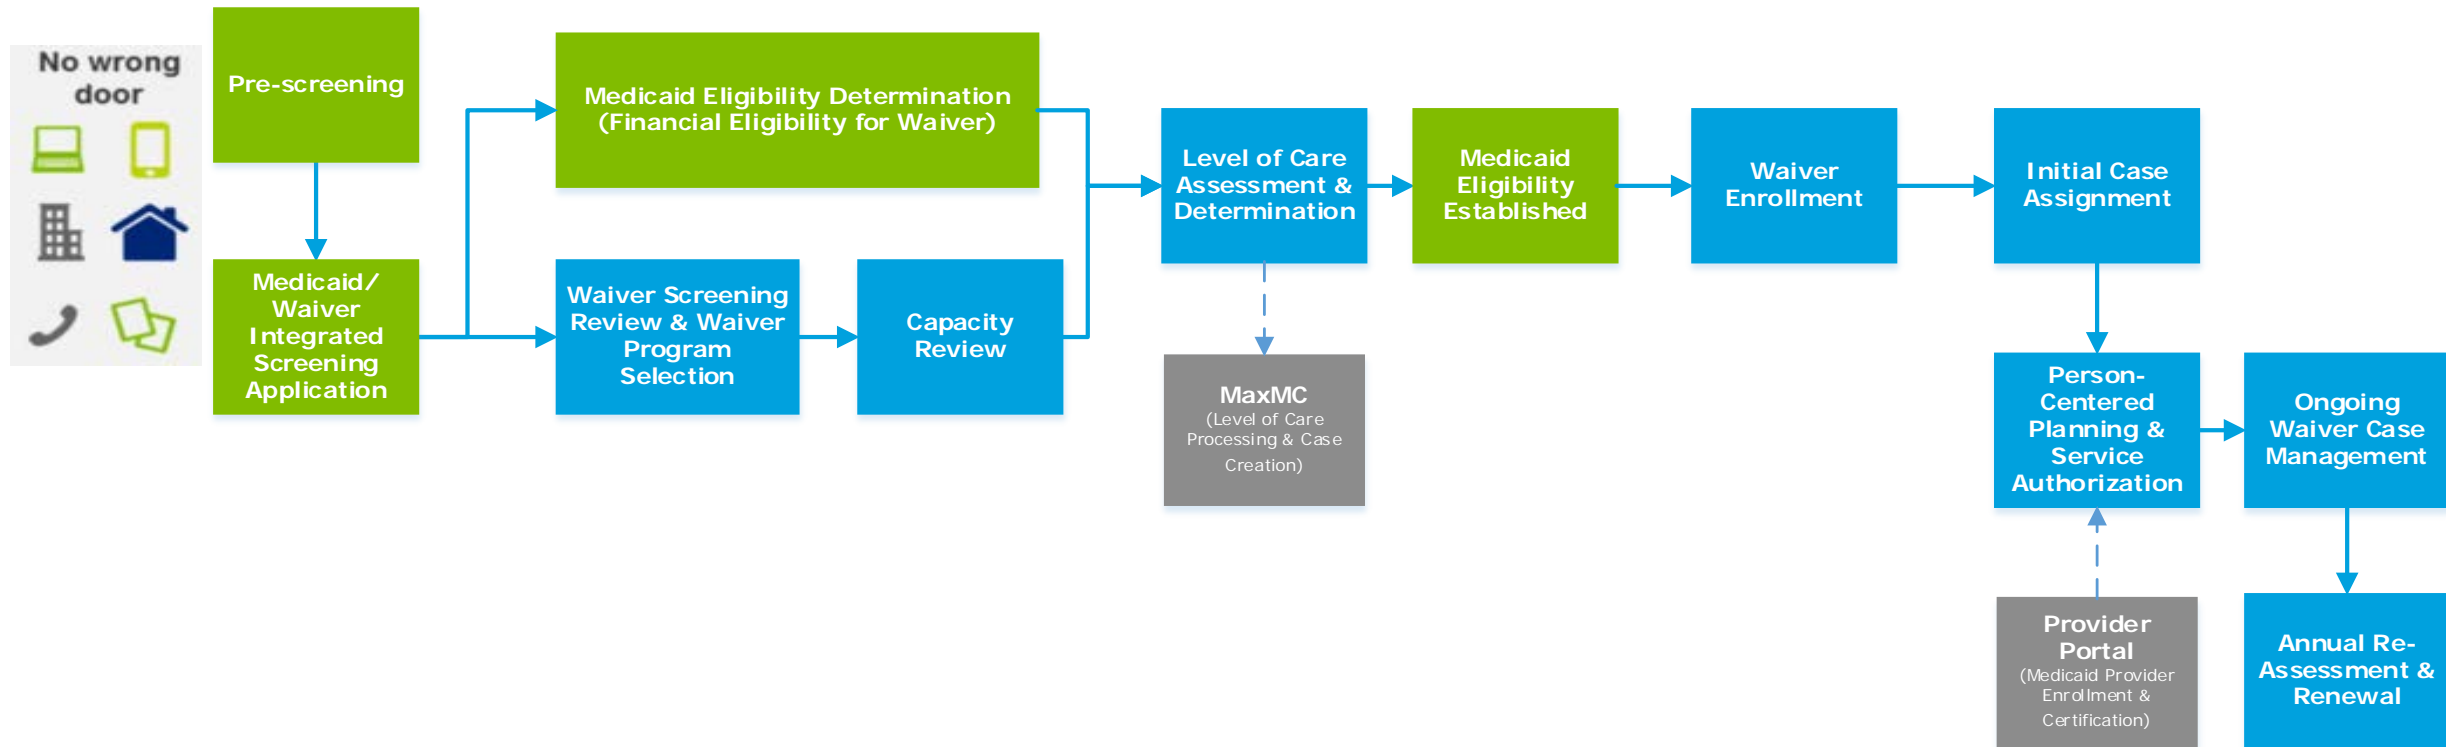 No wrong
door
Pre-screening
Medicaid/
Waiver
Integrated
Screening
Application
Medicaid Eligibility Determination
(Financial Eligibility for Waiver)
Waiver Screening
Review & Waiver
Program
Selection
Capacity
Review
Level of Care
Assessment &
Determination
MaxMC
(Level of Care
Processing & Case
Creation)
Medicaid
Eligibility
Established
Waiver
Enrollment
Initial Case
Assignment
Person-
Centered
Planning &
Service
Authorization
Provider
Portal
(Medicaid Provider
Enrollment &
Certification)
Ongoing
Waiver Case
Management
Annual Re-
Assessment &
Renewal